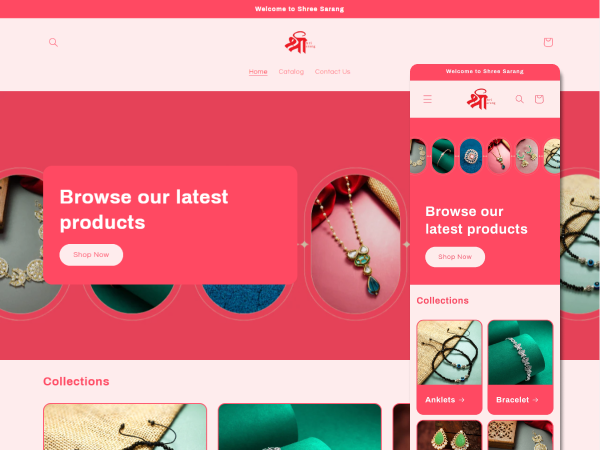 Welcome to Shree Sarang
श्री
Home Catalog Contact Us
Browse our latest
products
Shop Now
Collections
Welcome to Shree Sarang
श्री
Browse our
latest products
Shop Now
Collections
Anklets →
Bracelet →